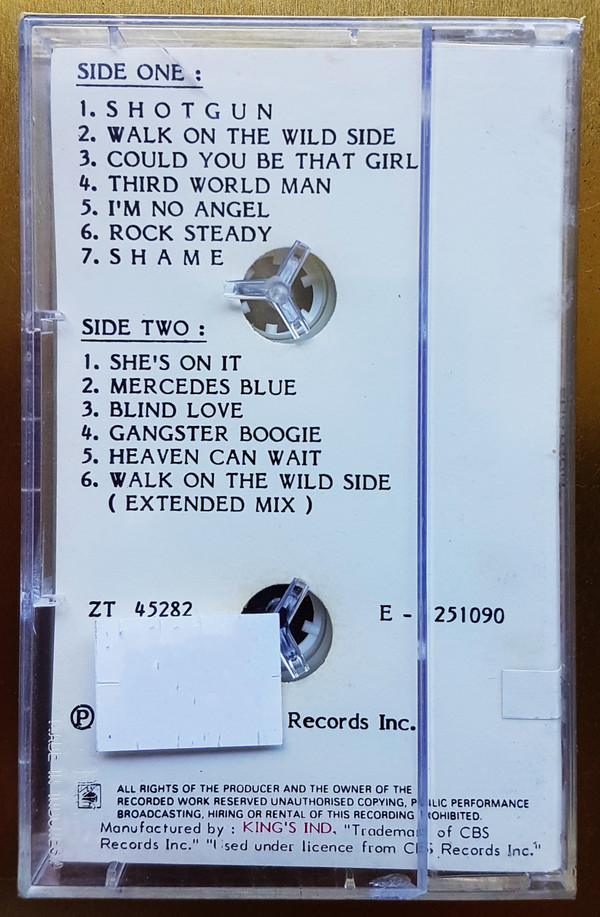 SIDE ONE :
1. SHOTGUN
2. WALK ON THE WILD SIDE
3. COULD YOU BE THAT GIRL
4. THIRD WORLD MAN
5. I'M NO ANGEL
6. ROCK STEADY
7. SHAME
SIDE TWO :
1. SHE'S ON IT
2. MERCEDES BLUE
3. BLIND LOVE
4. GANGSTER BOOGIE
5. HEAVEN CAN WAIT
6. WALK ON THE WILD SIDE
( EXTENDED MIX )
ZT 45282 E - 251090
Ⓟ Records Inc.
ALL RIGHTS OF THE PRODUCER AND THE OWNER OF THE
RECORDED WORK RESERVED UNAUTHORISED COPYING, PUBLIC PERFORMANCE
BROADCASTING, HIRING OR RENTAL OF THIS RECORDING PROHIBITED.
Manufactured by : KING'S IND. "Trademark of CBS
Records Inc." "Used under licence from CBS Records Inc."